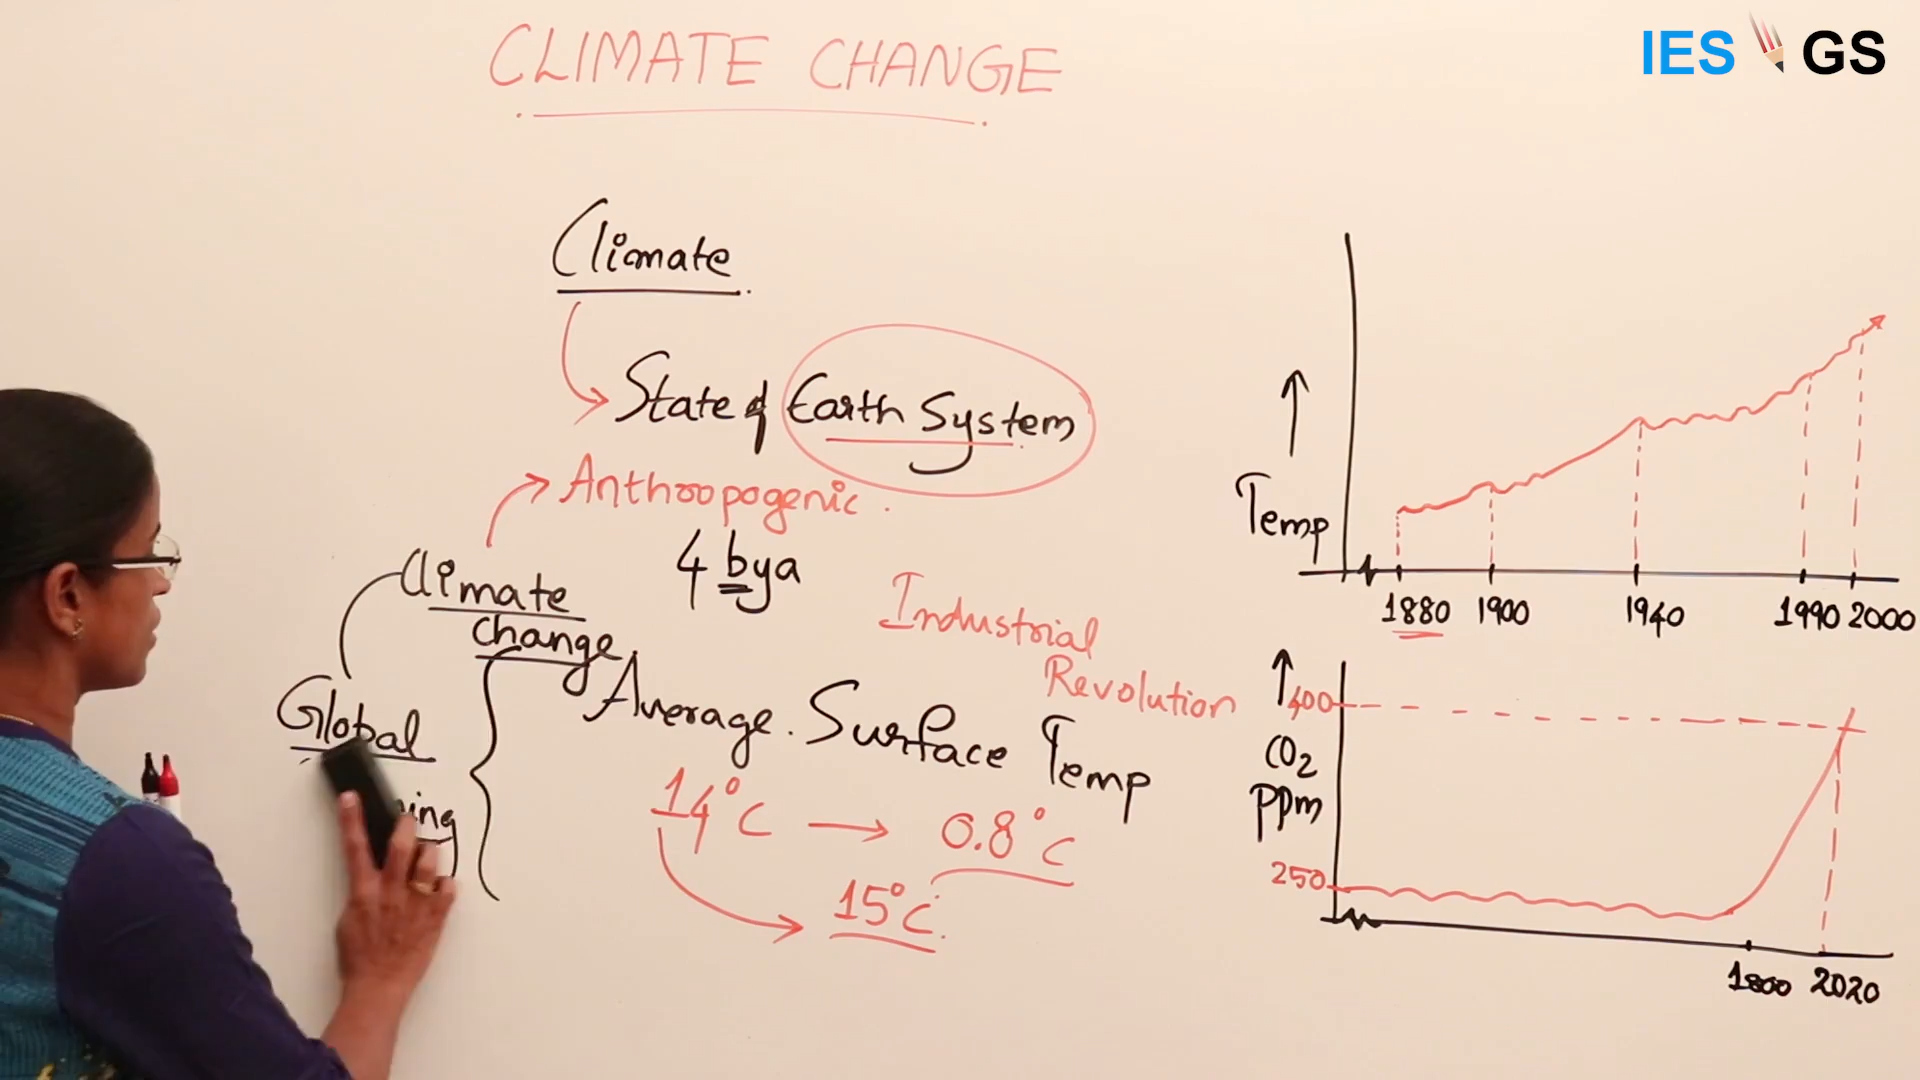 CLIMATE CHANGE
IES GS
Climate
State of Earth System
Anthropogenic.
4 bya
Climate
change
Global
ing
Industrial
Revolution
Average. Surface Temp
14°C → 0.8°C
15°C.
↑
Temp
1880 1900 1940 1990 2000
↑
400
CO2
PPm
250
1800 2020